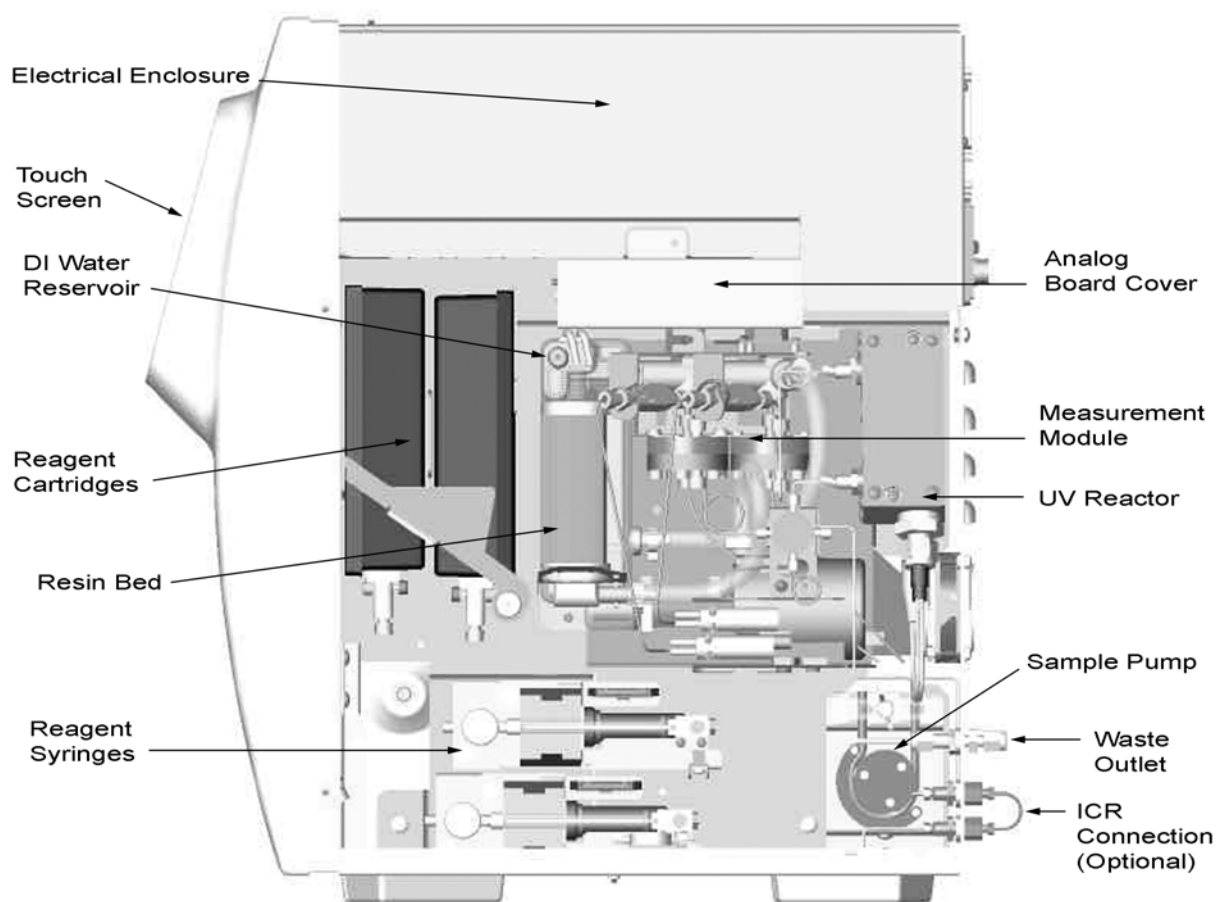 Electrical Enclosure
Touch
Screen
DI Water
Reservoir
Analog
Board Cover
Measurement
Module
Reagent
Cartridges
UV Reactor
Resin Bed
Sample Pump
Reagent
Syringes
Waste
Outlet
ICR
Connection
(Optional)